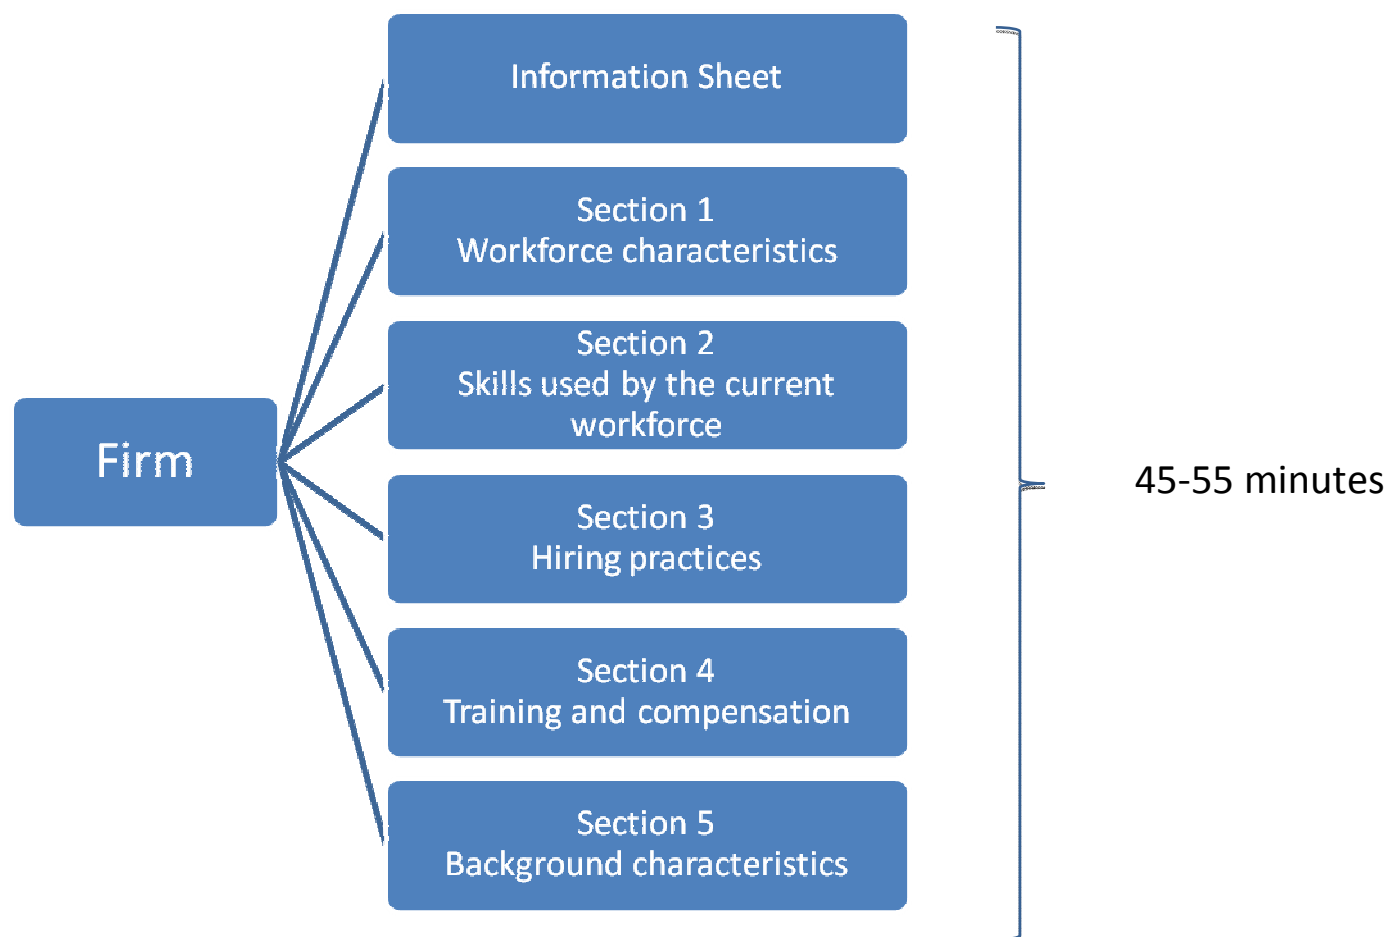 Information Sheet
Section 1
Workforce characteristics
Section 2
Skills used by the current
workforce
Firm
Section 3
Hiring practices
Section 4
Training and compensation
Section 5
Background characteristics
45-55 minutes